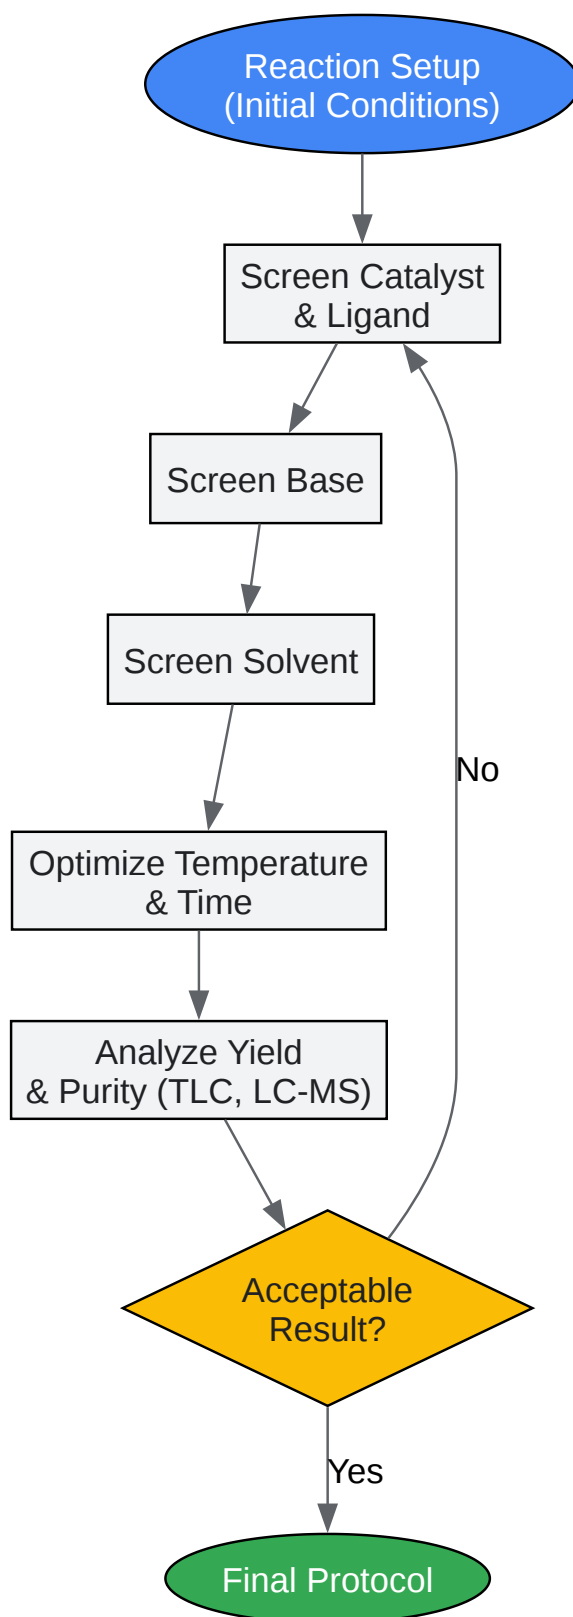 Reaction Setup
(Initial Conditions)
Screen Catalyst
& Ligand
Screen Base
Screen Solvent
No
Optimize Temperature
& Time
Analyze Yield
& Purity (TLC, LC-MS)
Acceptable
Result?
Yes
Final Protocol